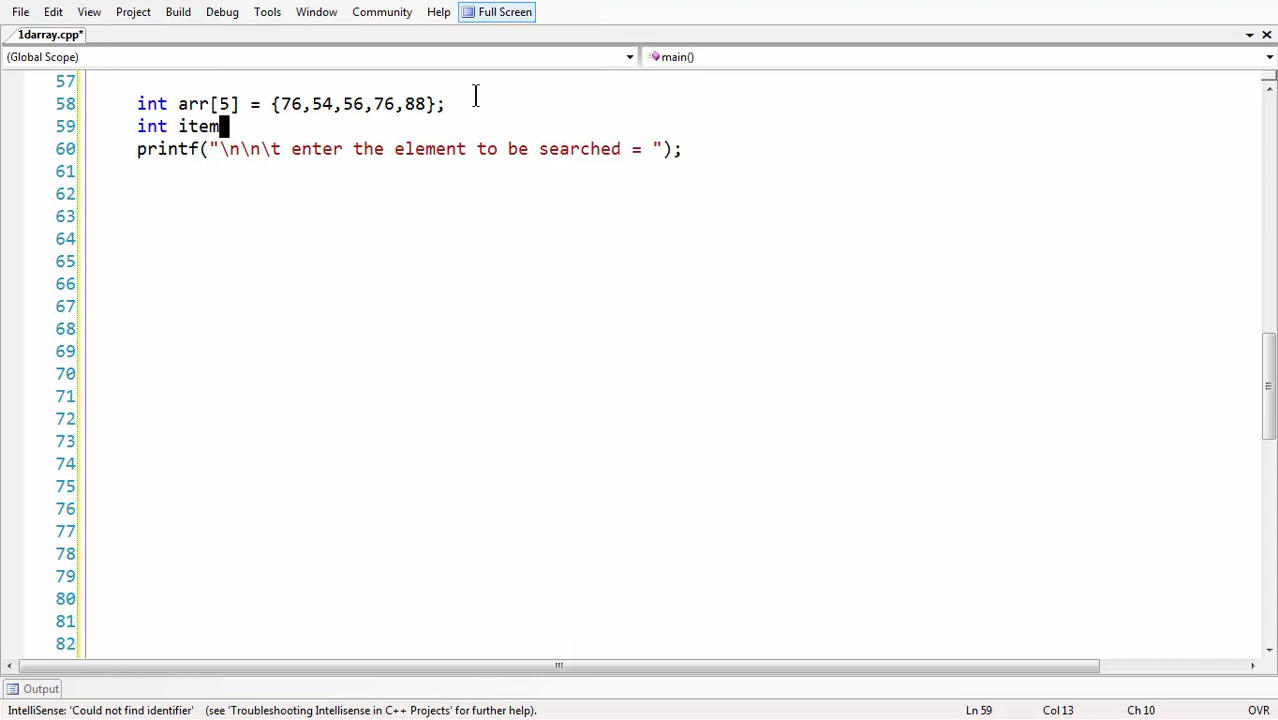 File Edit View Project Build Debug Tools Window Community Help Full Screen
1darray.cpp*
(Global Scope) main()
57
58 int arr[5] = {76,54,56,76,88};
59 int item
60 printf("\n\n\t enter the element to be searched = ");
61
62
63
64
65
66
67
68
69
70
71
72
73
74
75
76
77
78
79
80
81
82
Output
IntelliSense: 'Could not find identifier' (see 'Troubleshooting Intellisense in C++ Projects' for further help). Ln 59 Col 13 Ch 10 OVR